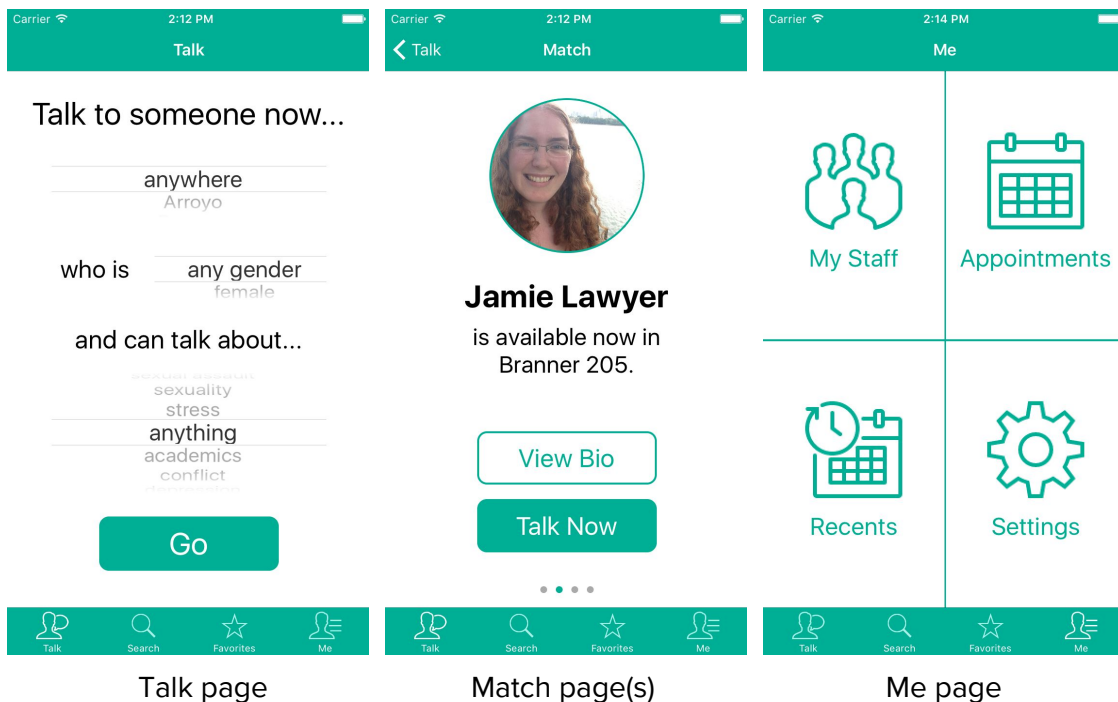 Carrier 2:12 PM
Talk
Talk to someone now...
anywhere
Arroyo
who is any gender
female
and can talk about...
sexual assault
sexuality
stress
anything
academics
conflict
depression
Go
Talk Search Favorites Me
Talk page
Carrier 2:12 PM
Talk Match
Jamie Lawyer
is available now in
Branner 205.
View Bio
Talk Now
Talk Search Favorites Me
Match page(s)
Carrier 2:14 PM
Me
My Staff Appointments
Recents Settings
Talk Search Favorites Me
Me page